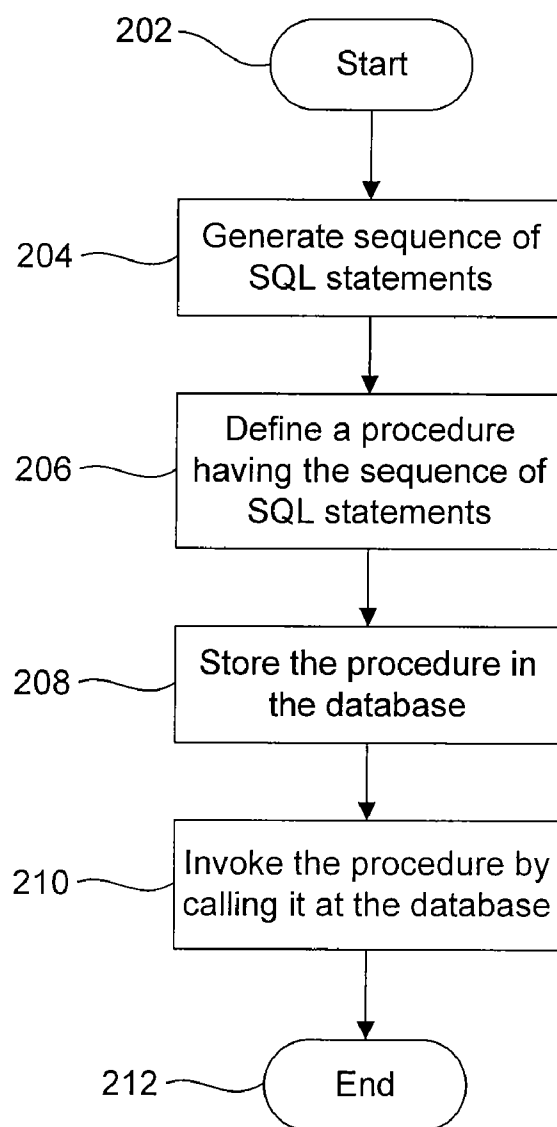 202
Start
204
Generate sequence of
SQL statements
206
Define a procedure
having the sequence of
SQL statements
208
Store the procedure in
the database
210
Invoke the procedure by
calling it at the database
212
End